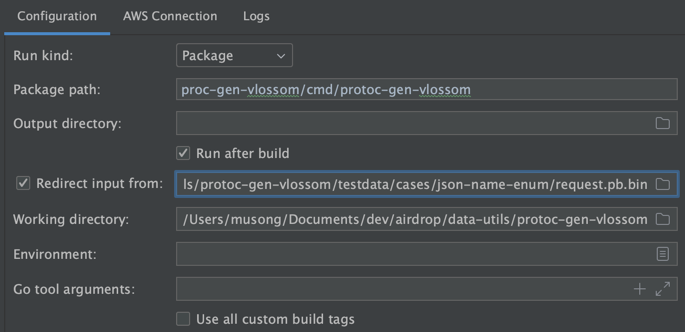 Configuration AWS Connection Logs
Run kind: Package
Package path: proc-gen-vlossom/cmd/protoc-gen-vlossom
Output directory:
Run after build
Redirect input from: ls/protoc-gen-vlossom/testdata/cases/json-name-enum/request.pb.bin
Working directory: /Users/musong/Documents/dev/airdrop/data-utils/protoc-gen-vlossom
Environment:
Go tool arguments:
Use all custom build tags